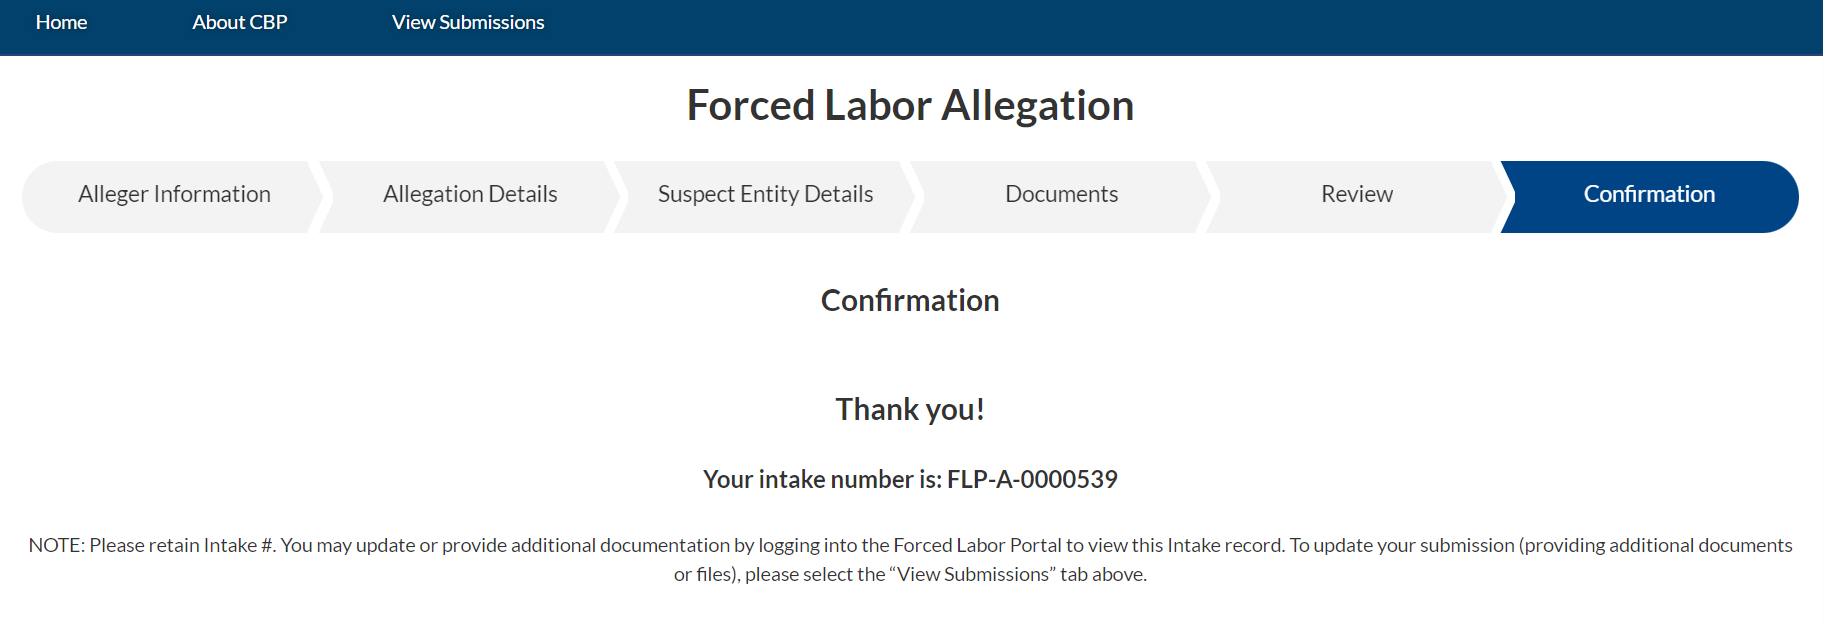 Home About CBP View Submissions
Forced Labor Allegation
Alleger Information Allegation Details Suspect Entity Details Documents Review Confirmation
Confirmation
Thank you!
Your intake number is: FLP-A-0000539
NOTE: Please retain Intake #. You may update or provide additional documentation by logging into the Forced Labor Portal to view this Intake record. To update your submission (providing additional documents
or files), please select the “View Submissions” tab above.